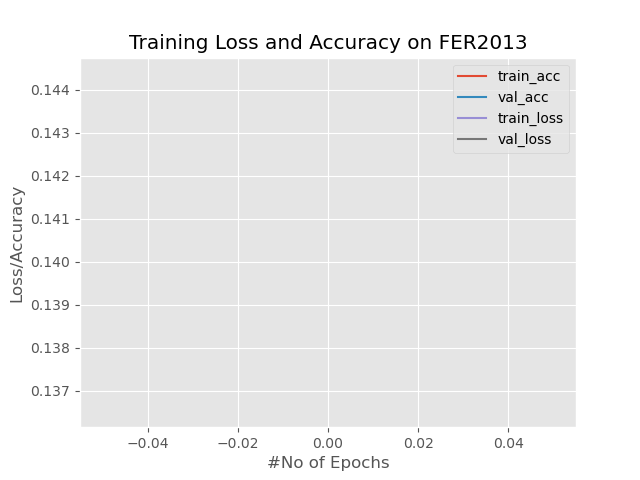 Training Loss and Accuracy on FER2013
train_acc
val_acc
train_loss
val_loss
0.144
0.143
0.142
0.141
0.140
0.139
0.138
0.137
Loss/Accuracy
−0.04
−0.02
0.00
0.02
0.04
#No of Epochs